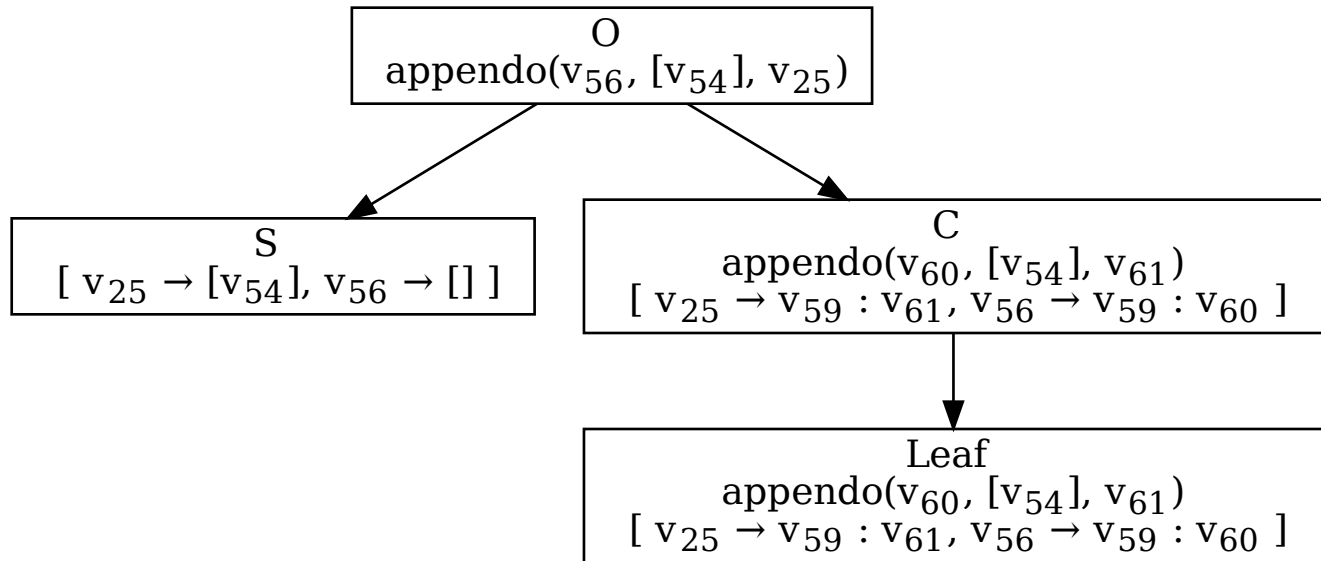 O
appendo(v₅₆, [v₅₄], v₂₅)
S
[ v₂₅ → [v₅₄], v₅₆ → [] ]
C
appendo(v₆₀, [v₅₄], v₆₁)
[ v₂₅ → v₅₉ : v₆₁, v₅₆ → v₅₉ : v₆₀ ]
Leaf
appendo(v₆₀, [v₅₄], v₆₁)
[ v₂₅ → v₅₉ : v₆₁, v₅₆ → v₅₉ : v₆₀ ]